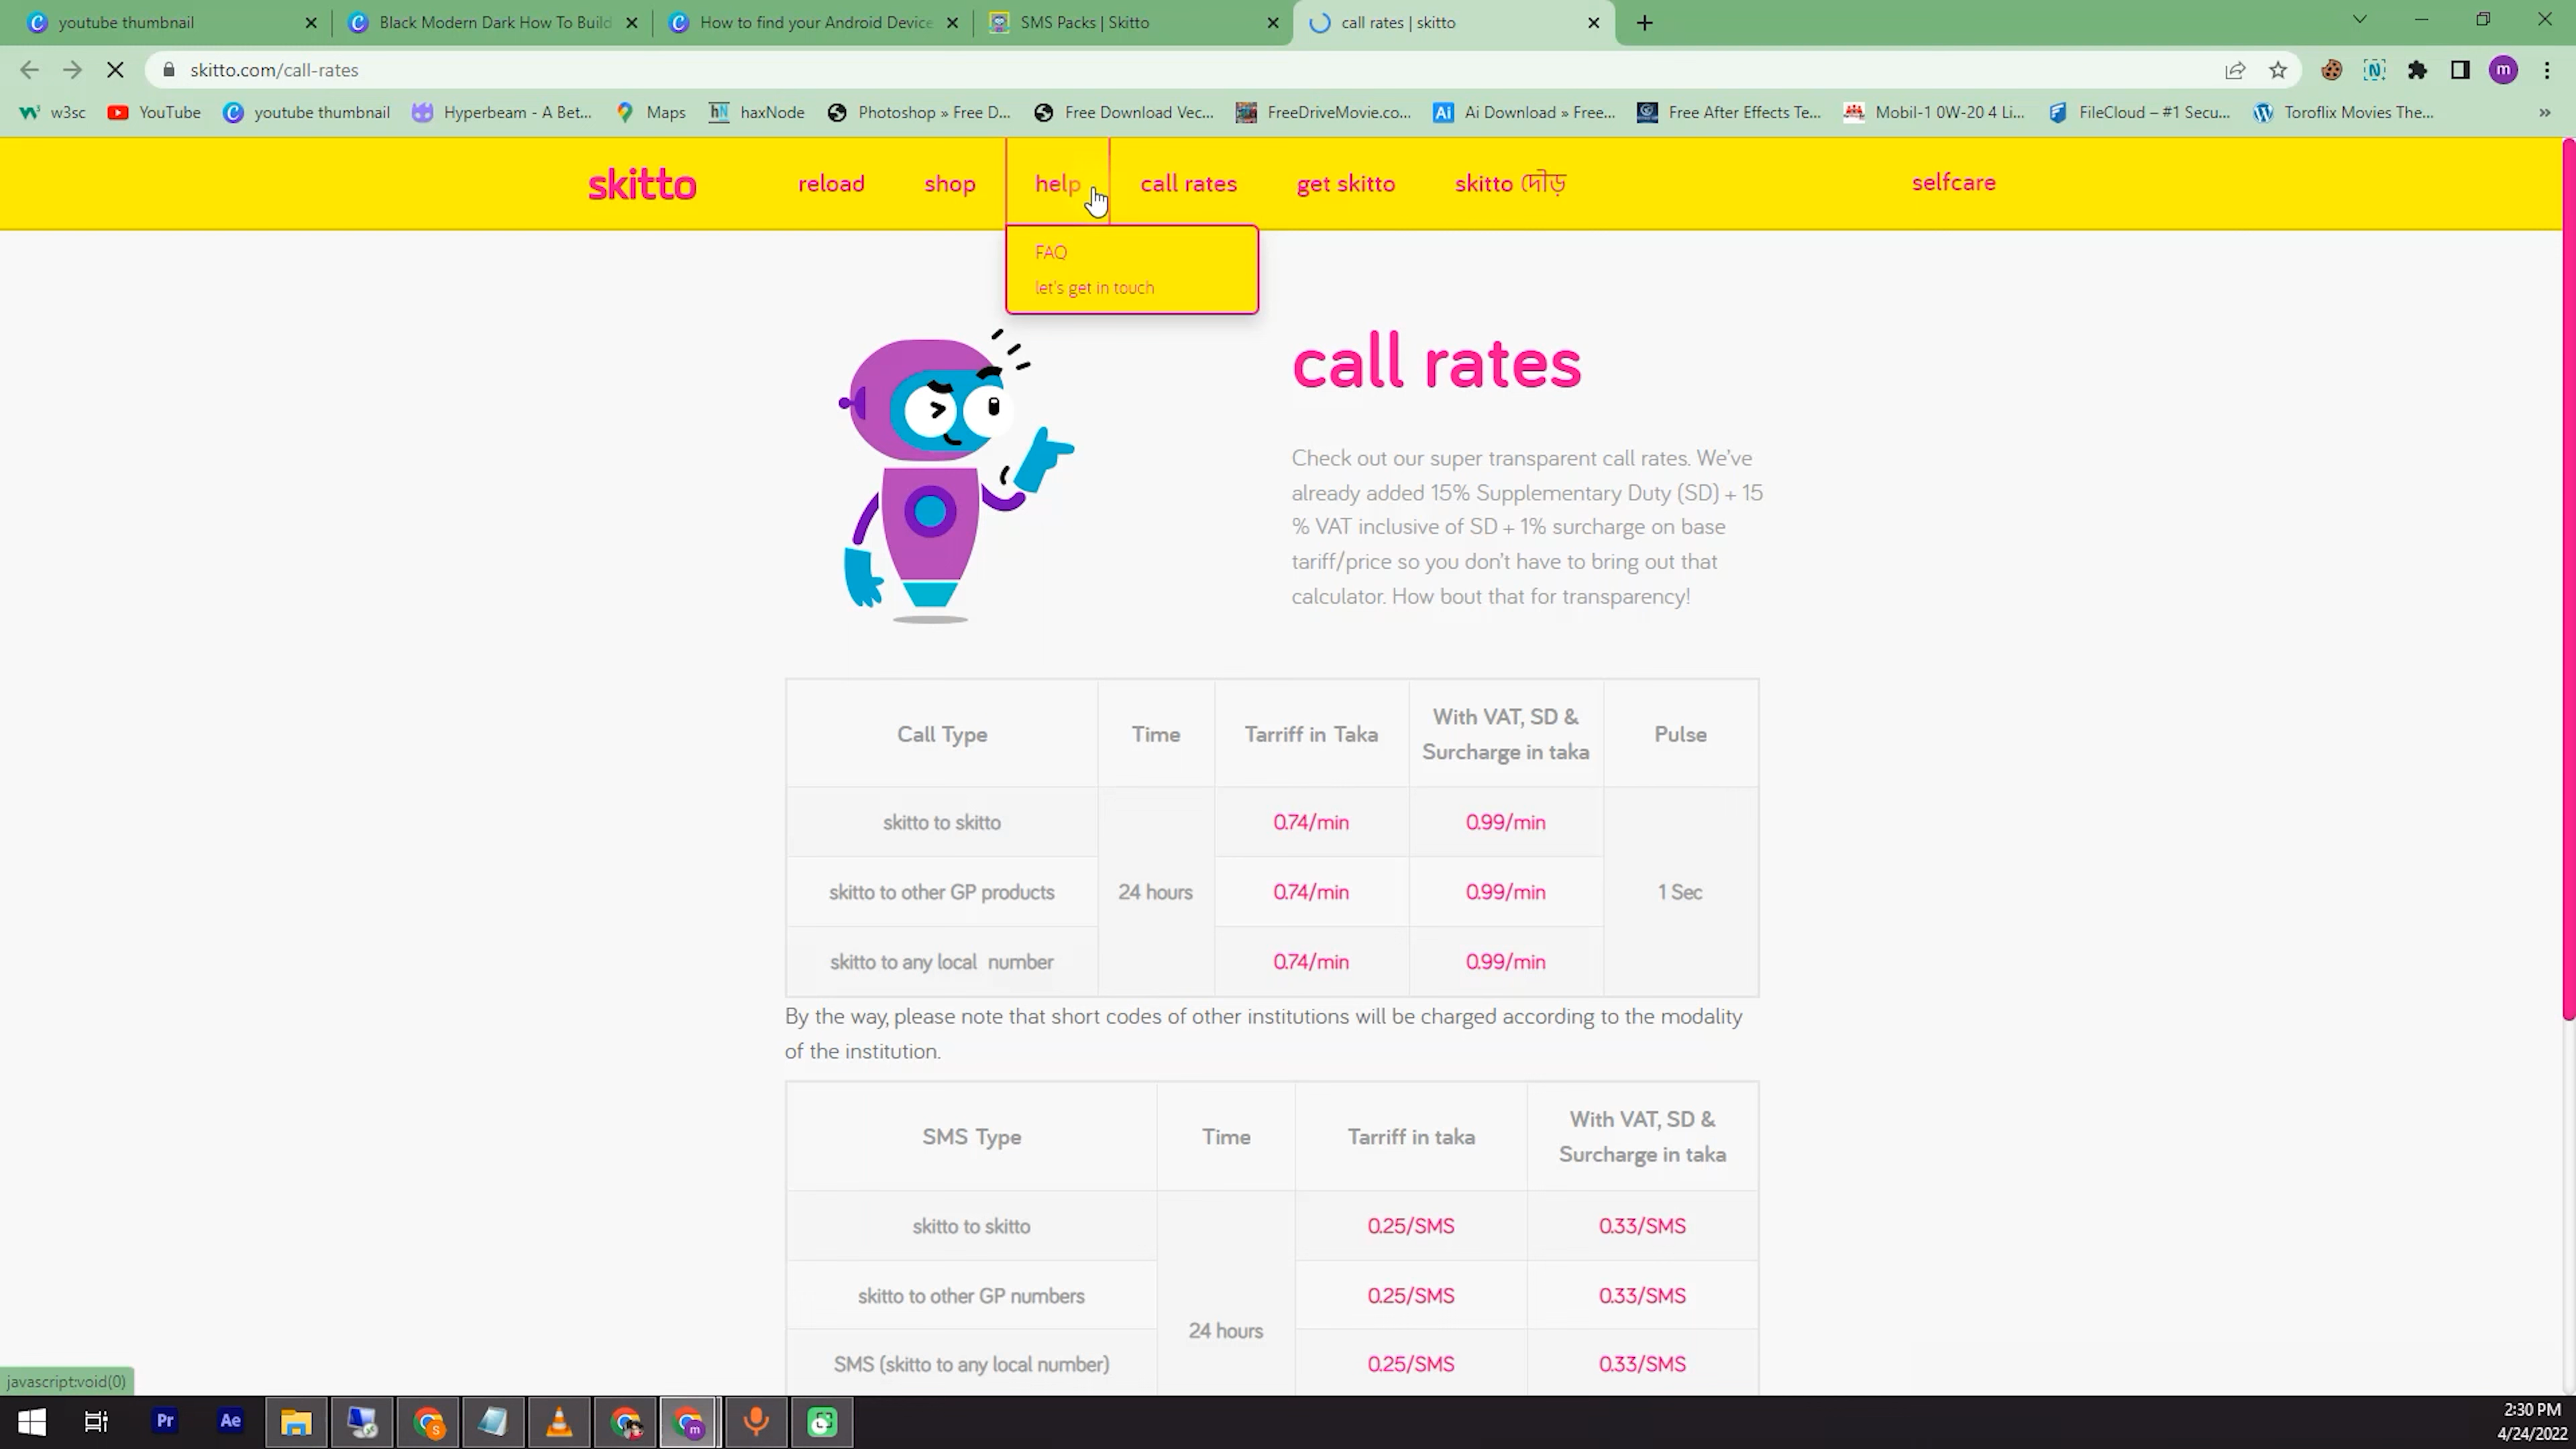 youtube thumbnail
Black Modern Dark How To Build
How to find your Android Device
SMS Packs | Skitto
call rates | skitto
skitto.com/call-rates
m
w3sc
YouTube
youtube thumbnail
Hyperbeam - A Bet...
Maps
hN
haxNode
Photoshop » Free D...
Free Download Vec...
FreeDriveMovie.co...
Ai
Ai Download » Free...
Free After Effects Te...
Mobil-1 0W-20 4 Li...
FileCloud – #1 Secu...
Toroflix Movies The...
»
skitto
reload
shop
help
call rates
get skitto
skitto দৌড়
selfcare
FAQ
let's get in touch
call rates
Check out our super transparent call rates. We've
already added 15% Supplementary Duty (SD) + 15
% VAT inclusive of SD + 1% surcharge on base
tariff/price so you don't have to bring out that
calculator. How bout that for transparency!
Call Type
Time
Tarriff in Taka
With VAT, SD &
Surcharge in taka
Pulse
skitto to skitto
0.74/min
0.99/min
skitto to other GP products
24 hours
0.74/min
0.99/min
1 Sec
skitto to any local number
0.74/min
0.99/min
By the way, please note that short codes of other institutions will be charged according to the modality
of the institution.
SMS Type
Time
Tarriff in taka
With VAT, SD &
Surcharge in taka
skitto to skitto
0.25/SMS
0.33/SMS
skitto to other GP numbers
0.25/SMS
0.33/SMS
24 hours
SMS (skitto to any local number)
0.25/SMS
0.33/SMS
javascript:void(0)
Pr
Ae
S
m
2:30 PM
4/24/2022